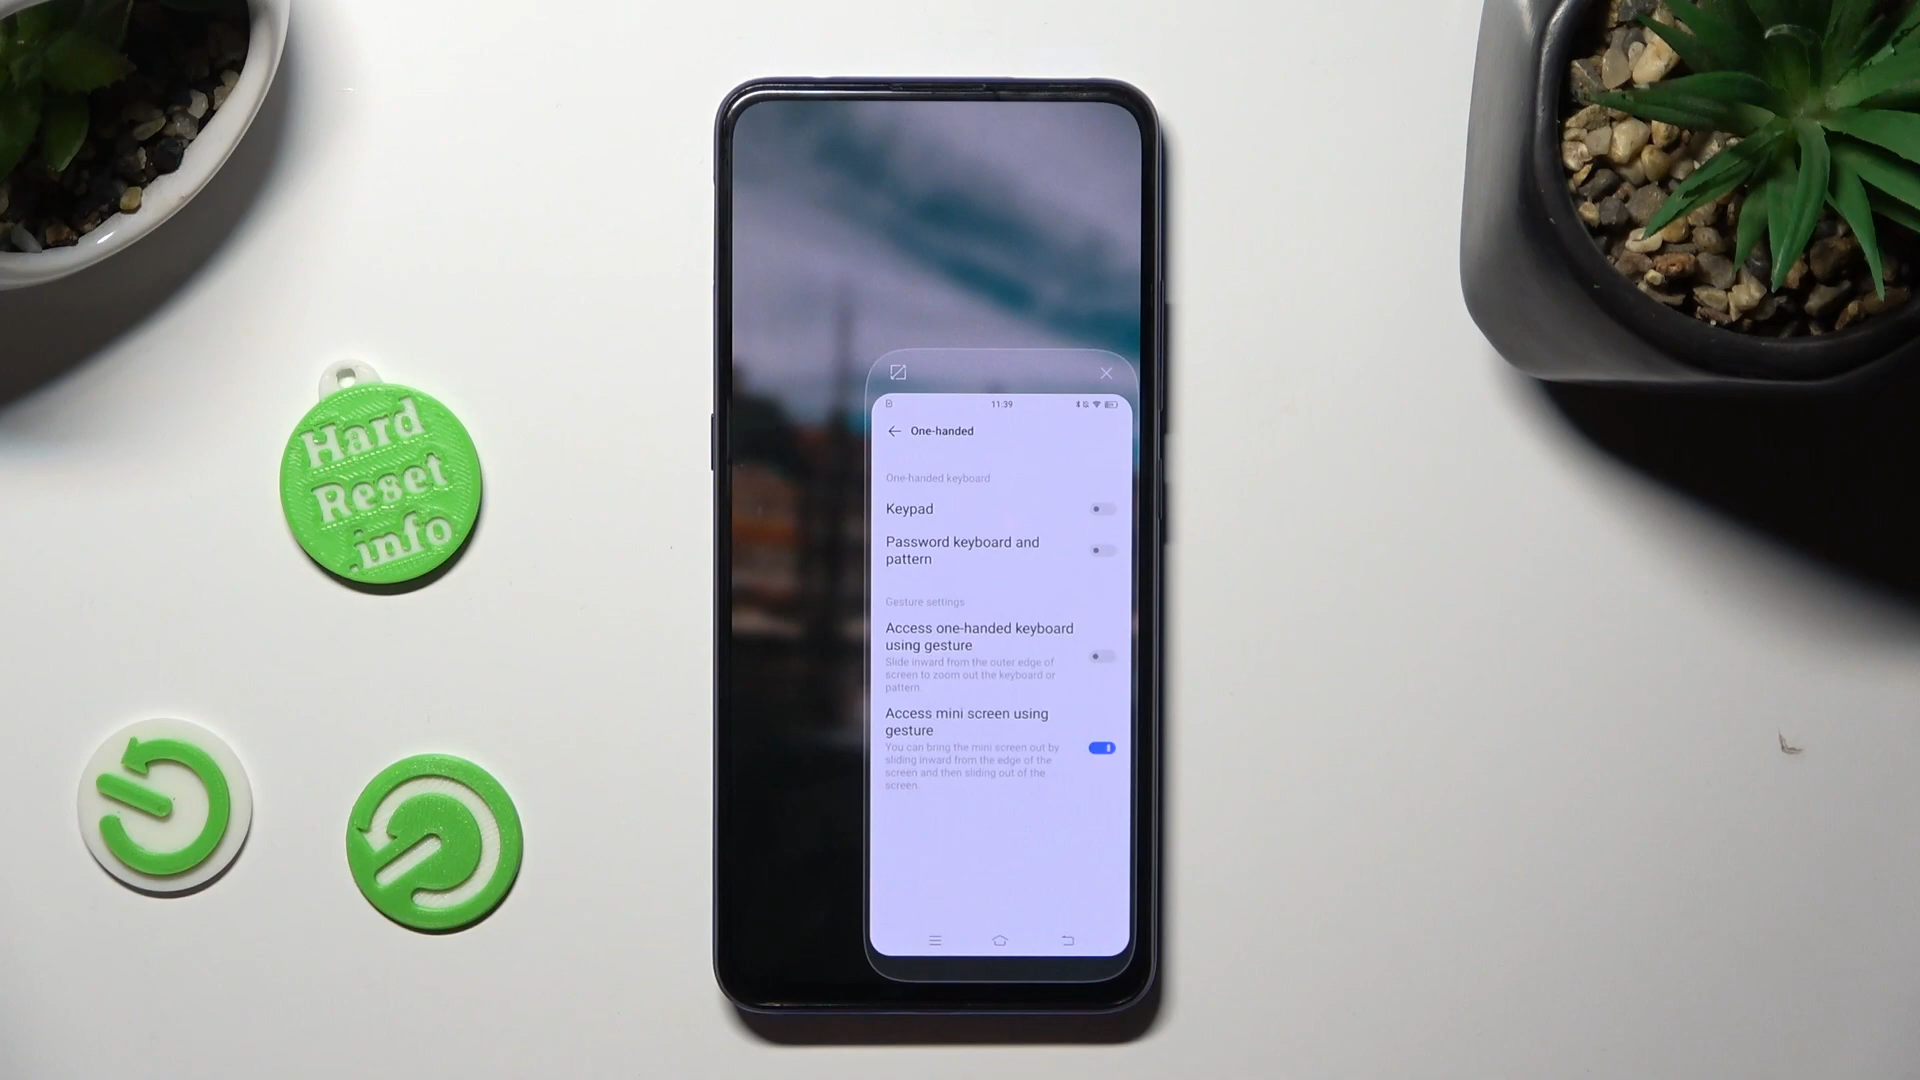 Hard
Reset
.info
11:39
One-handed
One-handed keyboard
Keypad
Password keyboard and
pattern
Gesture settings
Access one-handed keyboard
using gesture
Slide inward from the outer edge of
screen to zoom out the keyboard or
pattern.
Access mini screen using
gesture
You can bring the mini screen out by
sliding inward from the edge of the
screen and then sliding out of the
screen.